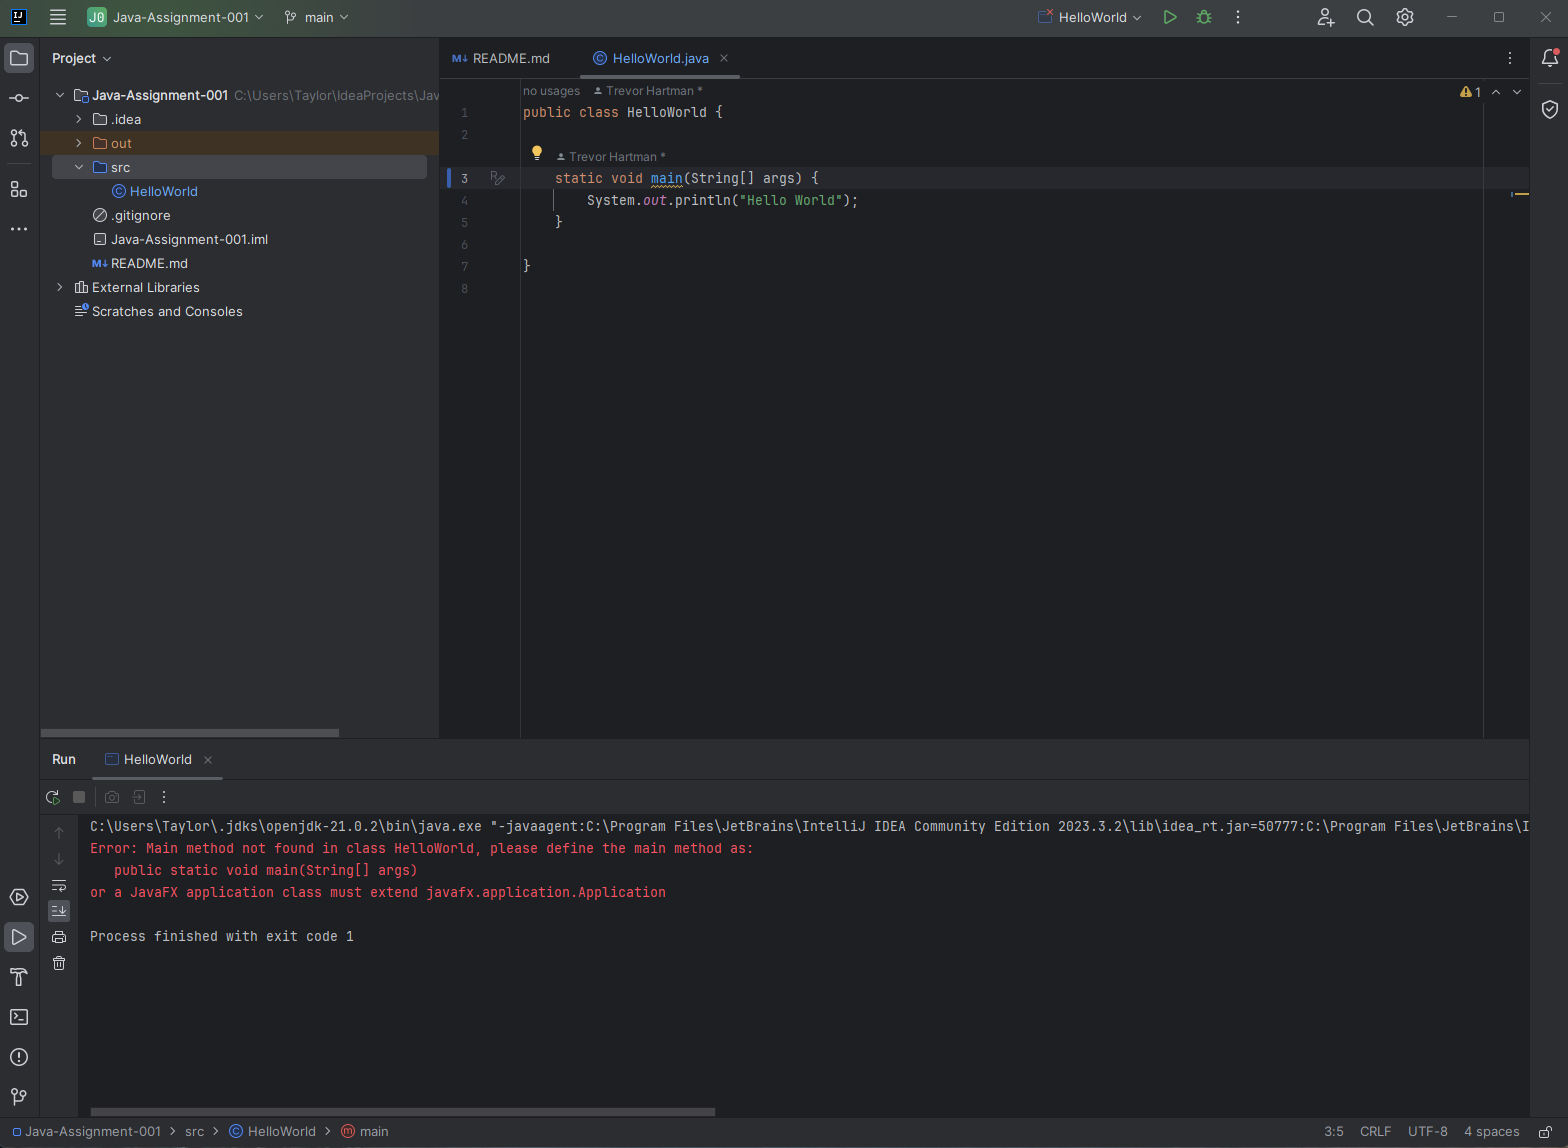 J0 Java-Assignment-001 main HelloWorld
Project
Java-Assignment-001 C:\Users\Taylor\IdeaProjects\Jav
.idea
out
src
HelloWorld
.gitignore
Java-Assignment-001.iml
M↓ README.md
External Libraries
Scratches and Consoles
M↓ README.md HelloWorld.java
no usages Trevor Hartman *
1
1 public class HelloWorld {
2
Trevor Hartman *
3 static void main(String[] args) {
4 System.out.println("Hello World");
5 }
6
7 }
8
Run HelloWorld
C:\Users\Taylor\.jdks\openjdk-21.0.2\bin\java.exe "-javaagent:C:\Program Files\JetBrains\IntelliJ IDEA Community Edition 2023.3.2\lib\idea_rt.jar=50777:C:\Program Files\JetBrains\I
Error: Main method not found in class HelloWorld, please define the main method as:
public static void main(String[] args)
or a JavaFX application class must extend javafx.application.Application
Process finished with exit code 1
Java-Assignment-001 > src > HelloWorld > main
3:5 CRLF UTF-8 4 spaces